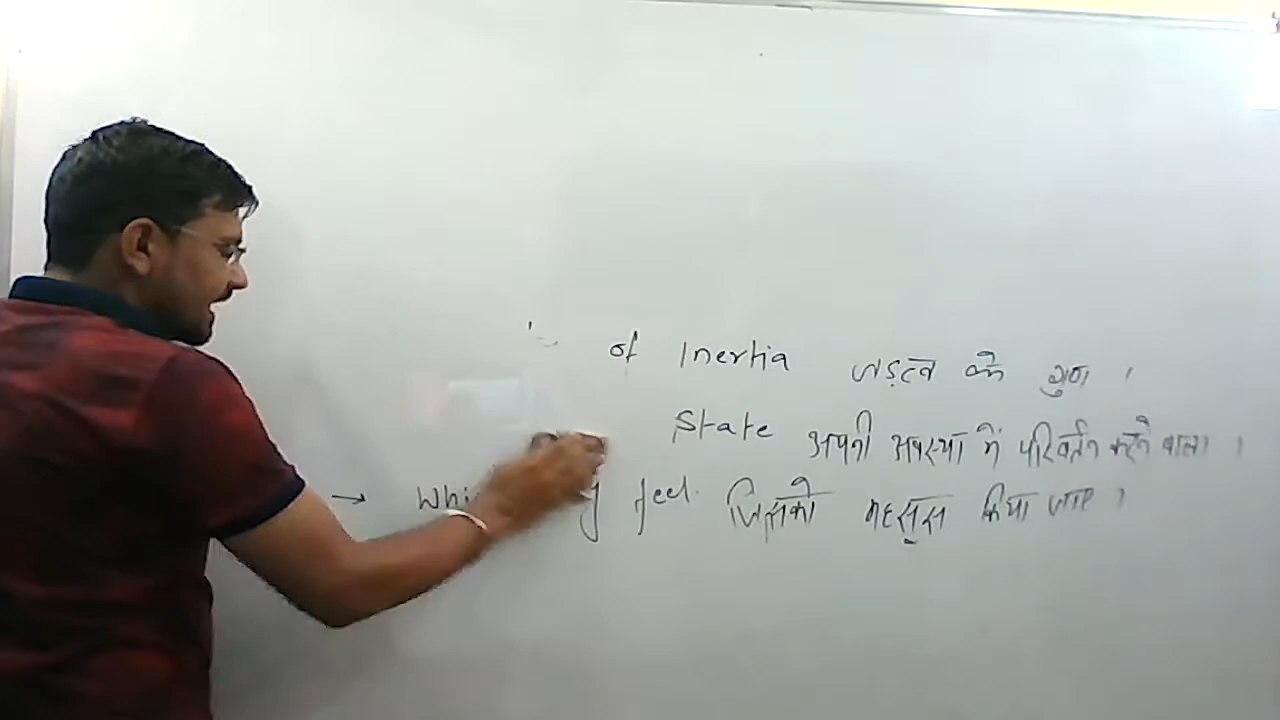 of Inertia जड़त्व के गुण ।
State अपनी अवस्था में परिवर्तन करने वाला ।
→ feel. जिसको महसूस किया जाए ।